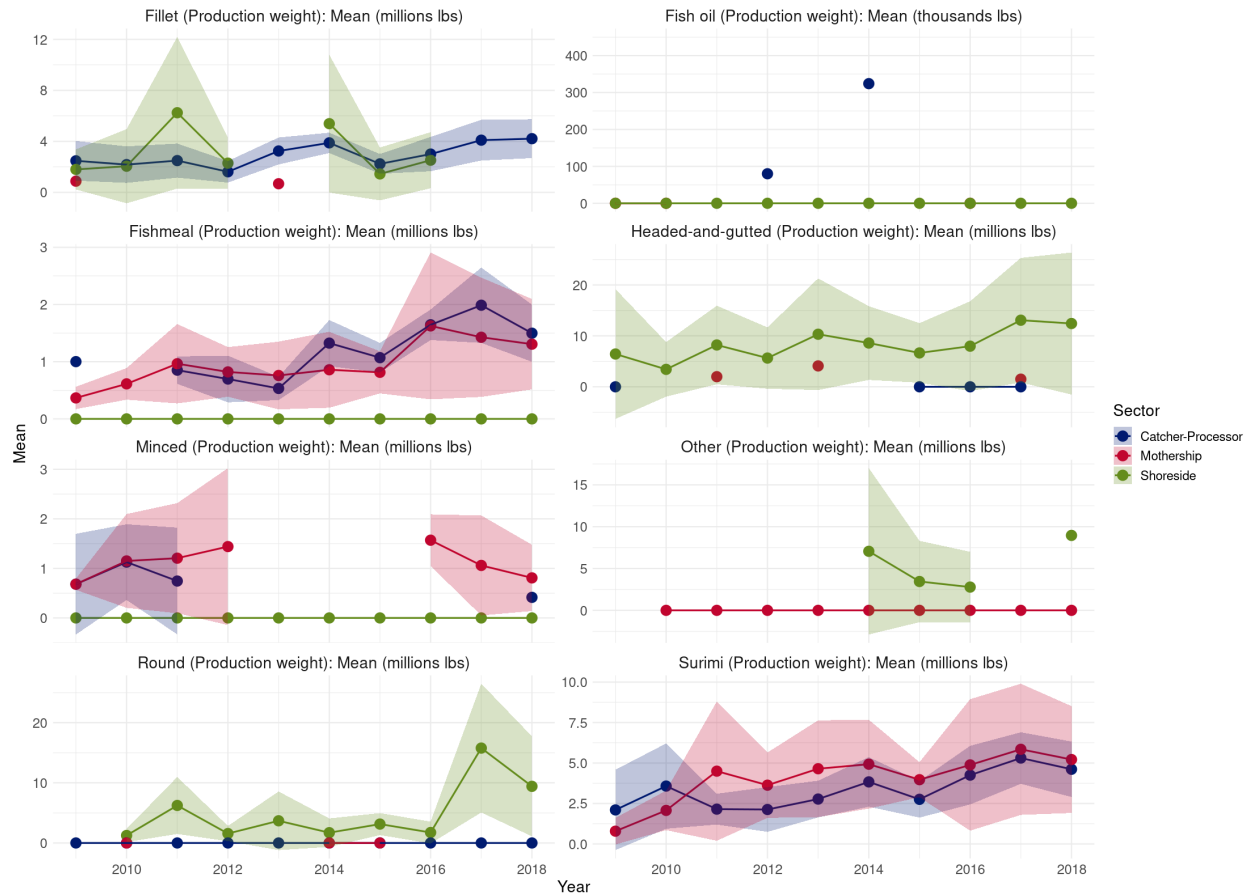 Fillet (Production weight): Mean (millions lbs)
Fish oil (Production weight): Mean (thousands lbs)
12
8
4
0
400
300
200
100
0
Fishmeal (Production weight): Mean (millions lbs)
Headed-and-gutted (Production weight): Mean (millions lbs)
3
2
1
0
20
10
0
Mean
Sector
Catcher-Processor
Mothership
Shoreside
Minced (Production weight): Mean (millions lbs)
Other (Production weight): Mean (millions lbs)
3
2
1
0
15
10
5
0
Round (Production weight): Mean (millions lbs)
Surimi (Production weight): Mean (millions lbs)
20
10
0
10.0
7.5
5.0
2.5
0.0
2010 2012 2014 2016 2018
2010 2012 2014 2016 2018
Year